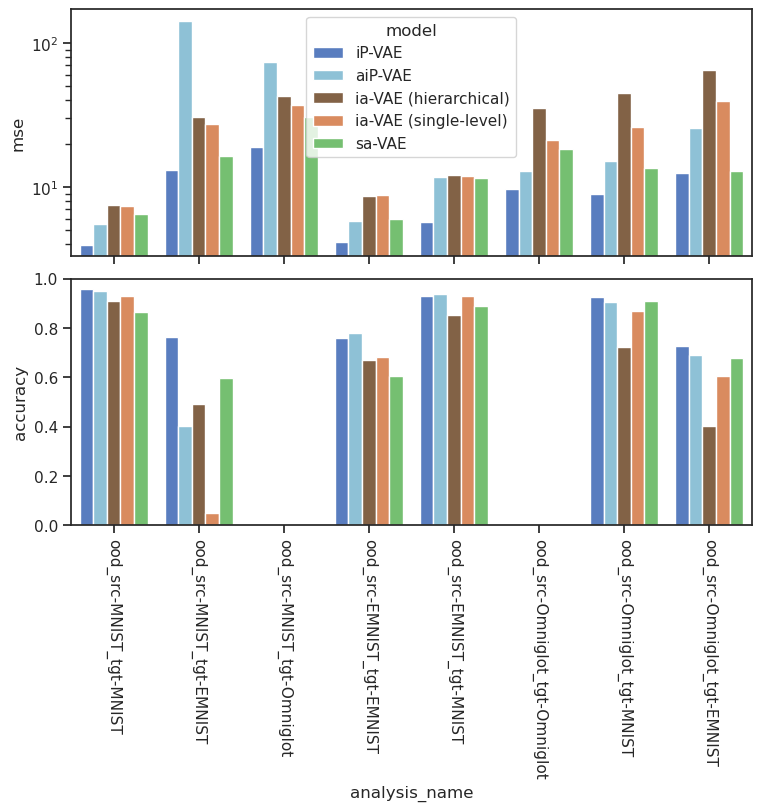 10²
10¹
mse
model
iP-VAE
aiP-VAE
ia-VAE (hierarchical)
ia-VAE (single-level)
sa-VAE
1.0
0.8
0.6
0.4
0.2
0.0
accuracy
ood_src-MNIST_tgt-MNIST
ood_src-MNIST_tgt-EMNIST
ood_src-MNIST_tgt-Omniglot
ood_src-EMNIST_tgt-EMNIST
ood_src-EMNIST_tgt-MNIST
ood_src-Omniglot_tgt-Omniglot
ood_src-Omniglot_tgt-MNIST
ood_src-Omniglot_tgt-EMNIST
analysis_name